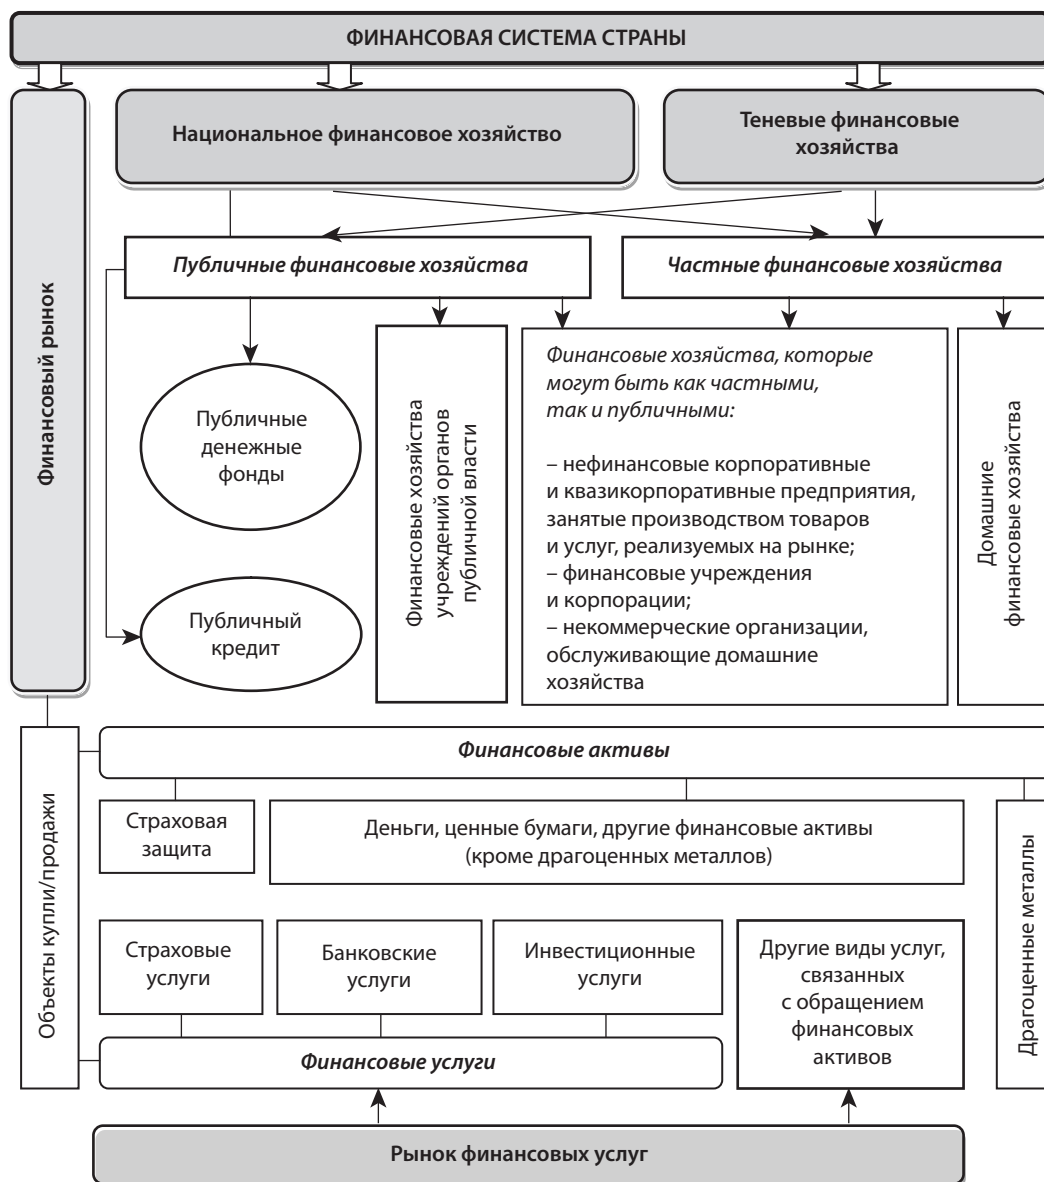 ФИНАНСОВАЯ СИСТЕМА СТРАНЫ
Финансовый рынок
Национальное финансовое хозяйство
Теневые финансовые
хозяйства
Публичные финансовые хозяйства
Частные финансовые хозяйства
Публичные
денежные
фонды
Публичный
кредит
Финансовые хозяйства
учреждений органов
публичной власти
Финансовые хозяйства, которые
могут быть как частными,
так и публичными:
– нефинансовые корпоративные
и квазикорпоративные предприятия,
занятые производством товаров
и услуг, реализуемых на рынке;
– финансовые учреждения
и корпорации;
– некоммерческие организации,
обслуживающие домашние
хозяйства
Домашние
финансовые хозяйства
Объекты купли/продажи
Финансовые активы
Страховая
защита
Деньги, ценные бумаги, другие финансовые активы
(кроме драгоценных металлов)
Драгоценные металлы
Страховые
услуги
Банковские
услуги
Инвестиционные
услуги
Другие виды услуг,
связанных
с обращением
финансовых
активов
Финансовые услуги
Рынок финансовых услуг